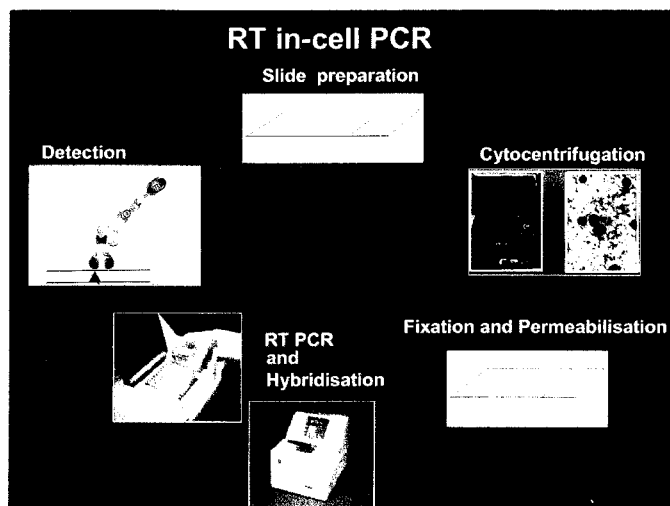 RT in-cell PCR
Slide preparation
Detection
Cytocentrifugation
Fixation and Permeabilisation
RT PCR
and
Hybridisation